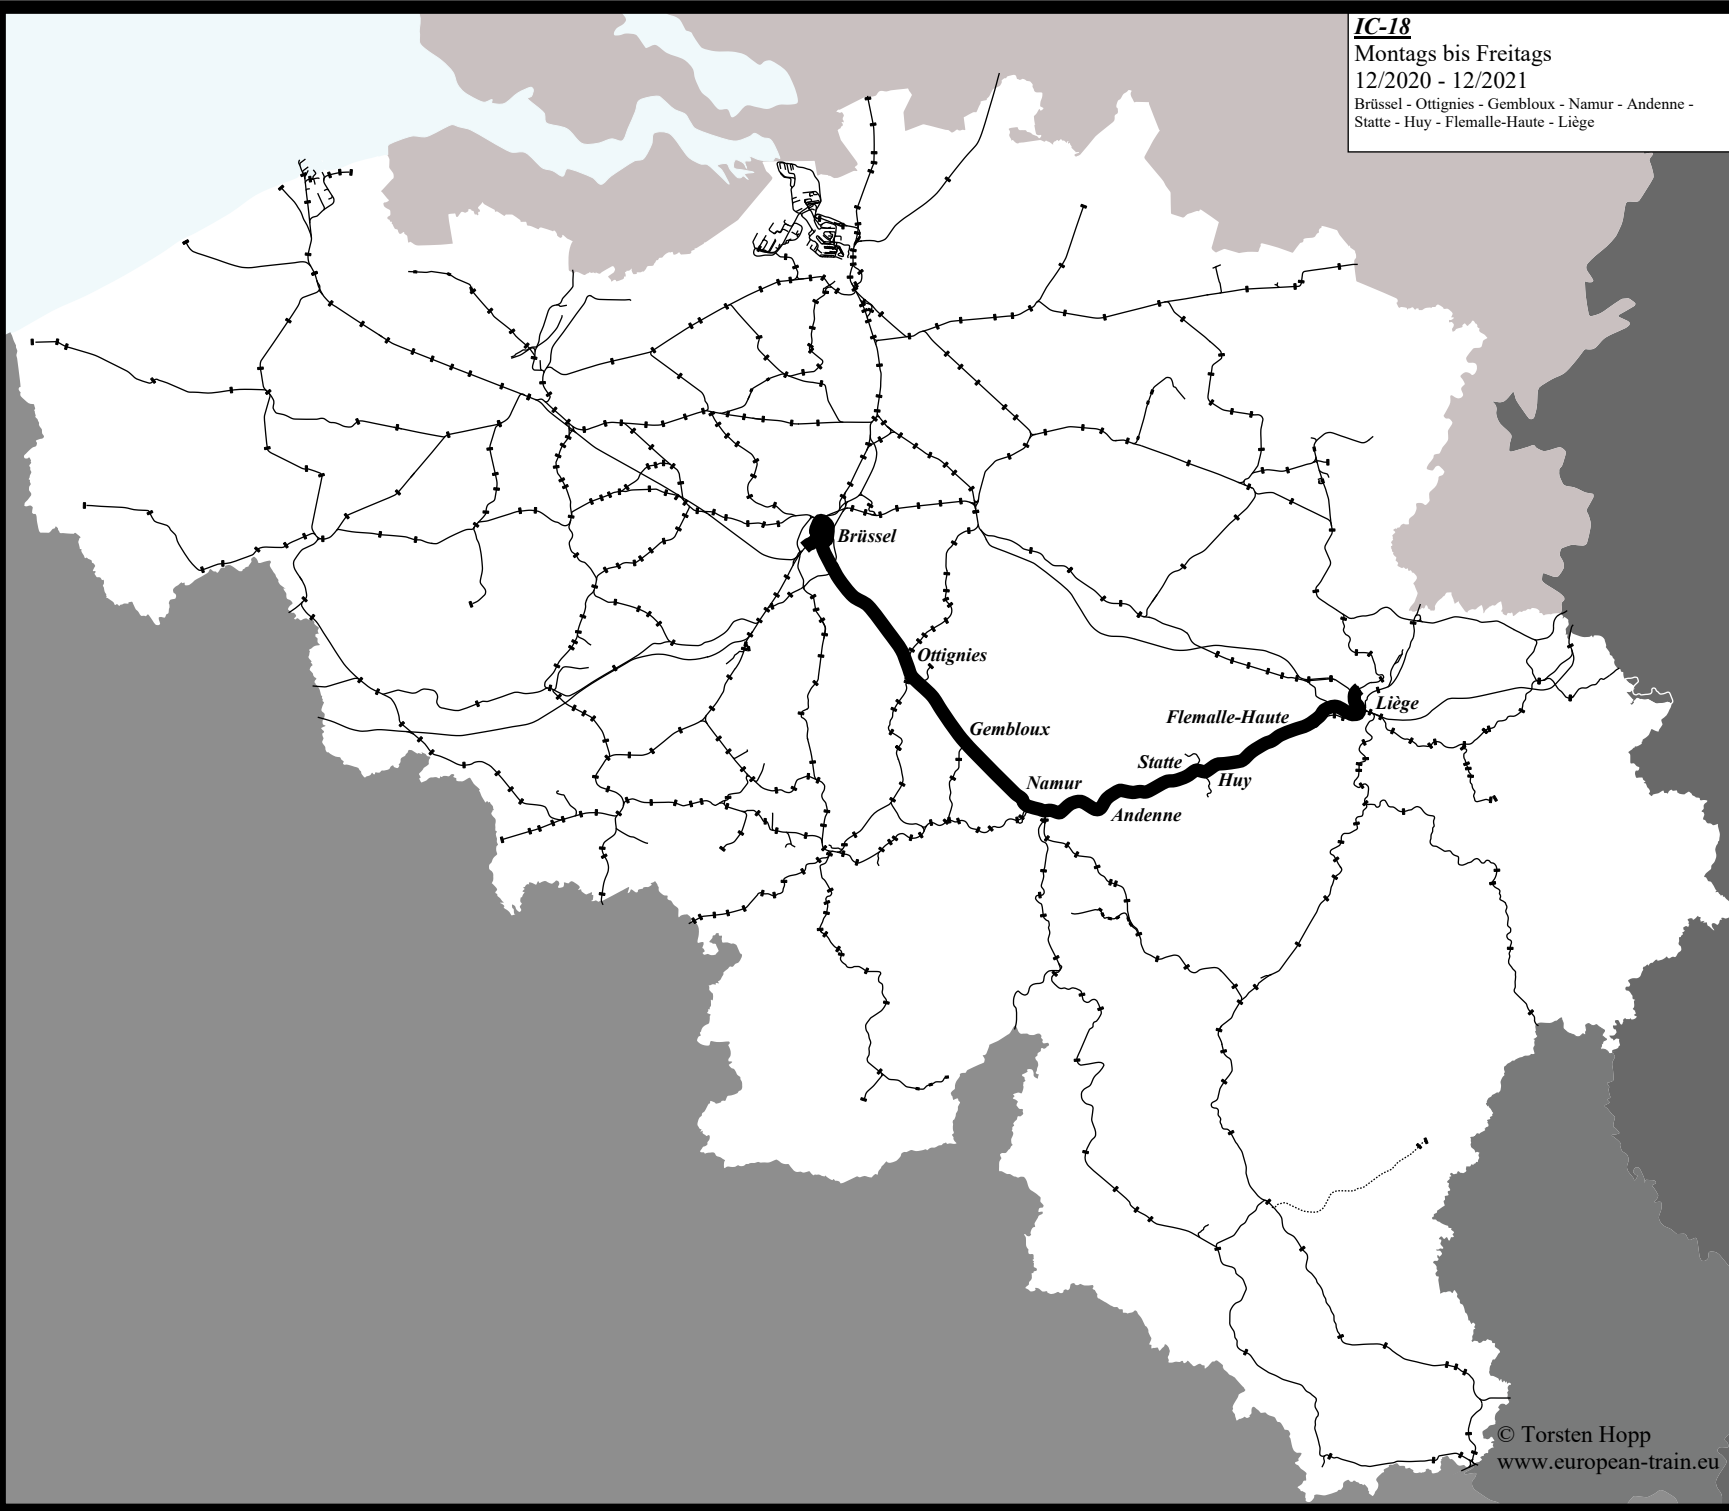 IC-18
Montags bis Freitags
12/2020 - 12/2021
Brüssel - Ottignies - Gembloux - Namur - Andenne -
Statte - Huy - Flemalle-Haute - Liège
Brüssel
Ottignies
Liège
Flemalle-Haute
Gembloux
Statte
Huy
Namur
Andenne
© Torsten Hopp
www.european-train.eu